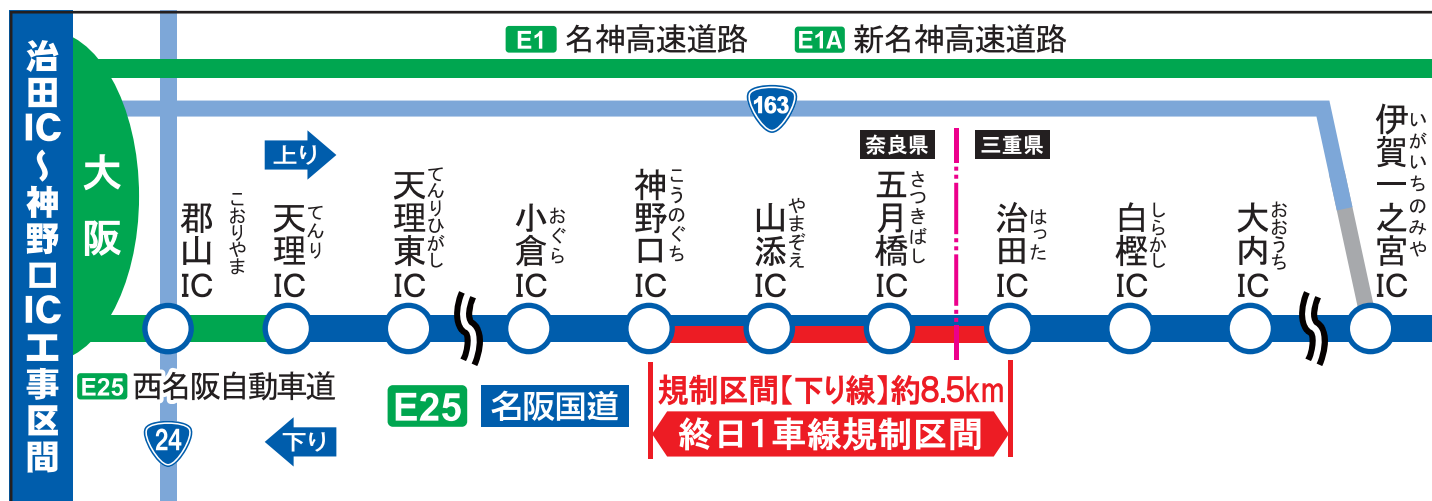 治田IC～神野口IC工事区間
大阪
E1 名神高速道路 E1A 新名神高速道路
163
上り
奈良県 三重県
郡山IC こおりやま
天理IC てんり
天理東IC てんりひがし
小倉IC おぐら
神野口IC こうのぐち
山添IC やまぞえ
五月橋IC さつきばし
治田IC はった
白樫IC しらかし
大内IC おおうち
伊賀一之宮IC いがいちのみや
E25 西名阪自動車道
E25 名阪国道
規制区間【下り線】約8.5km
終日1車線規制区間
24
下り